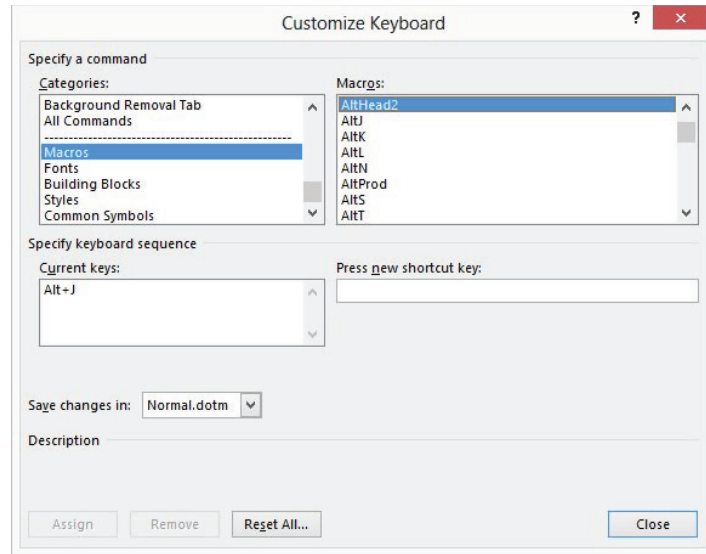 Customize Keyboard
?
Specify a command
Categories:
Background Removal Tab
All Commands
-------------------------------------------------
Macros
Fonts
Building Blocks
Styles
Common Symbols
Macros:
AltHead2
AltJ
AltK
AltL
AltN
AltProd
AltS
AltT
Specify keyboard sequence
Current keys:
Alt+J
Press new shortcut key:
Save changes in: Normal.dotm
Description
Assign Remove Reset All... Close